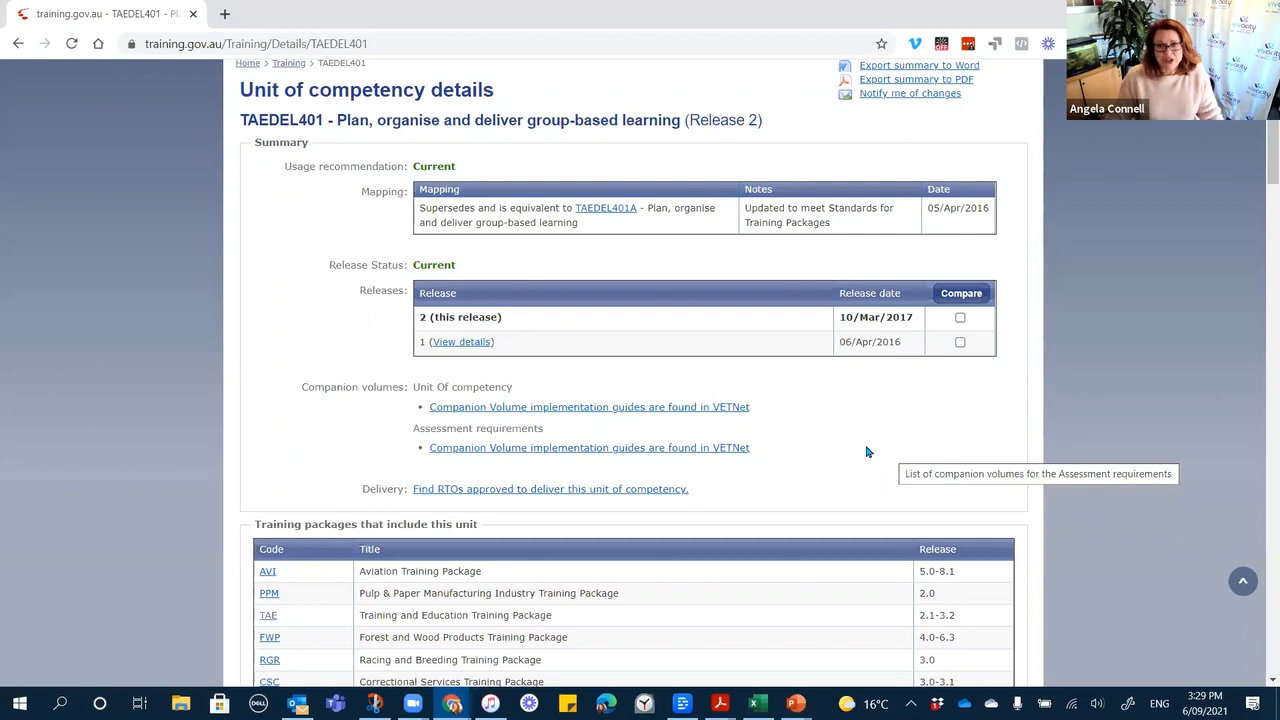 training.gov.au - TAEDEL401 - Pl
training.gov.au/Training/Details/TAEDEL401
OFF
vivacity
Angela Connell
Home > Training > TAEDEL401
Export summary to Word
Export summary to PDF
Notify me of changes
Unit of competency details
TAEDEL401 - Plan, organise and deliver group-based learning (Release 2)
Summary
Usage recommendation: Current
Mapping:
Mapping Notes Date
Supersedes and is equivalent to TAEDEL401A - Plan, organise and deliver group-based learning
Updated to meet Standards for Training Packages
05/Apr/2016
Release Status: Current
Releases:
Release Release date Compare
2 (this release) 10/Mar/2017
1 (View details) 06/Apr/2016
Companion volumes: Unit Of competency
• Companion Volume implementation guides are found in VETNet
Assessment requirements
• Companion Volume implementation guides are found in VETNet
List of companion volumes for the Assessment requirements
Delivery: Find RTOs approved to deliver this unit of competency.
Training packages that include this unit
Code Title Release
AVI Aviation Training Package 5.0-8.1
PPM Pulp & Paper Manufacturing Industry Training Package 2.0
TAE Training and Education Training Package 2.1-3.2
FWP Forest and Wood Products Training Package 4.0-6.3
RGR Racing and Breeding Training Package 3.0
CSC Correctional Services Training Package 3.0-3.1
DELL
16°C
3:29 PM
6/09/2021